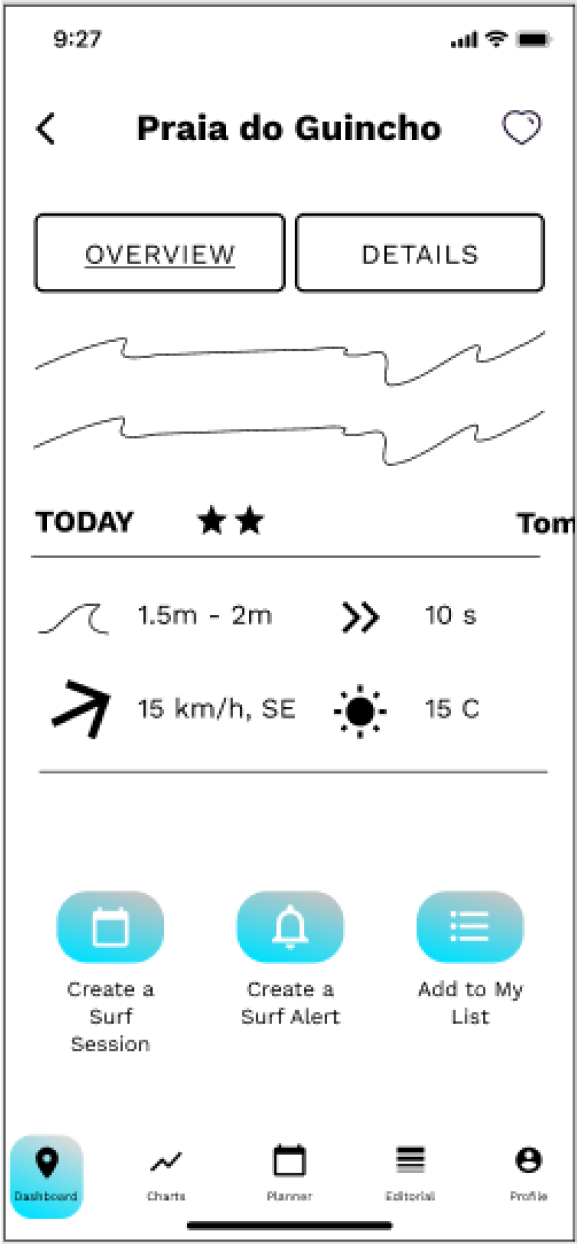 9:27
Praia do Guincho
OVERVIEW
DETAILS
TODAY
Tom
1.5m - 2m
10 s
15 km/h, SE
15 C
Create a
Surf
Session
Create a
Surf Alert
Add to My
List
Dashboard
Charts
Planner
Editorial
Profile